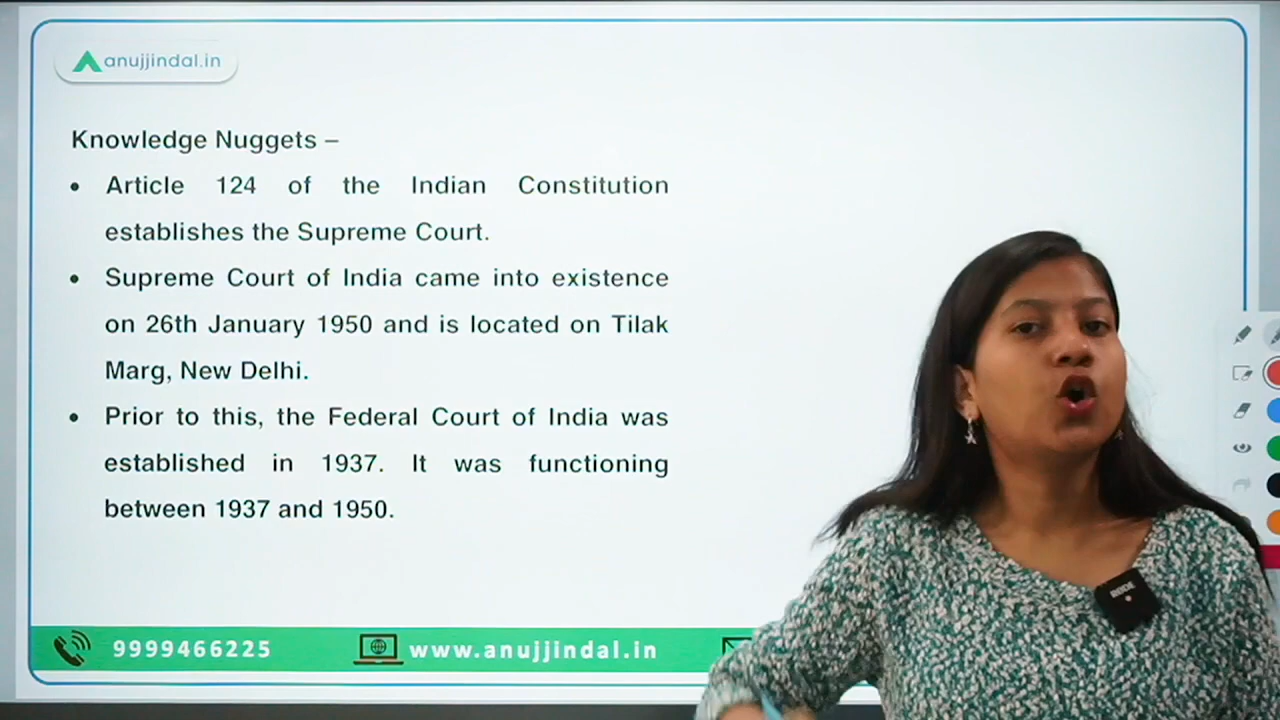 anujjindal.in
Knowledge Nuggets –
• Article 124 of the Indian Constitution
establishes the Supreme Court.
• Supreme Court of India came into existence
on 26th January 1950 and is located on Tilak
Marg, New Delhi.
• Prior to this, the Federal Court of India was
established in 1937. It was functioning
between 1937 and 1950.
RODE
9999466225
www.anujjindal.in